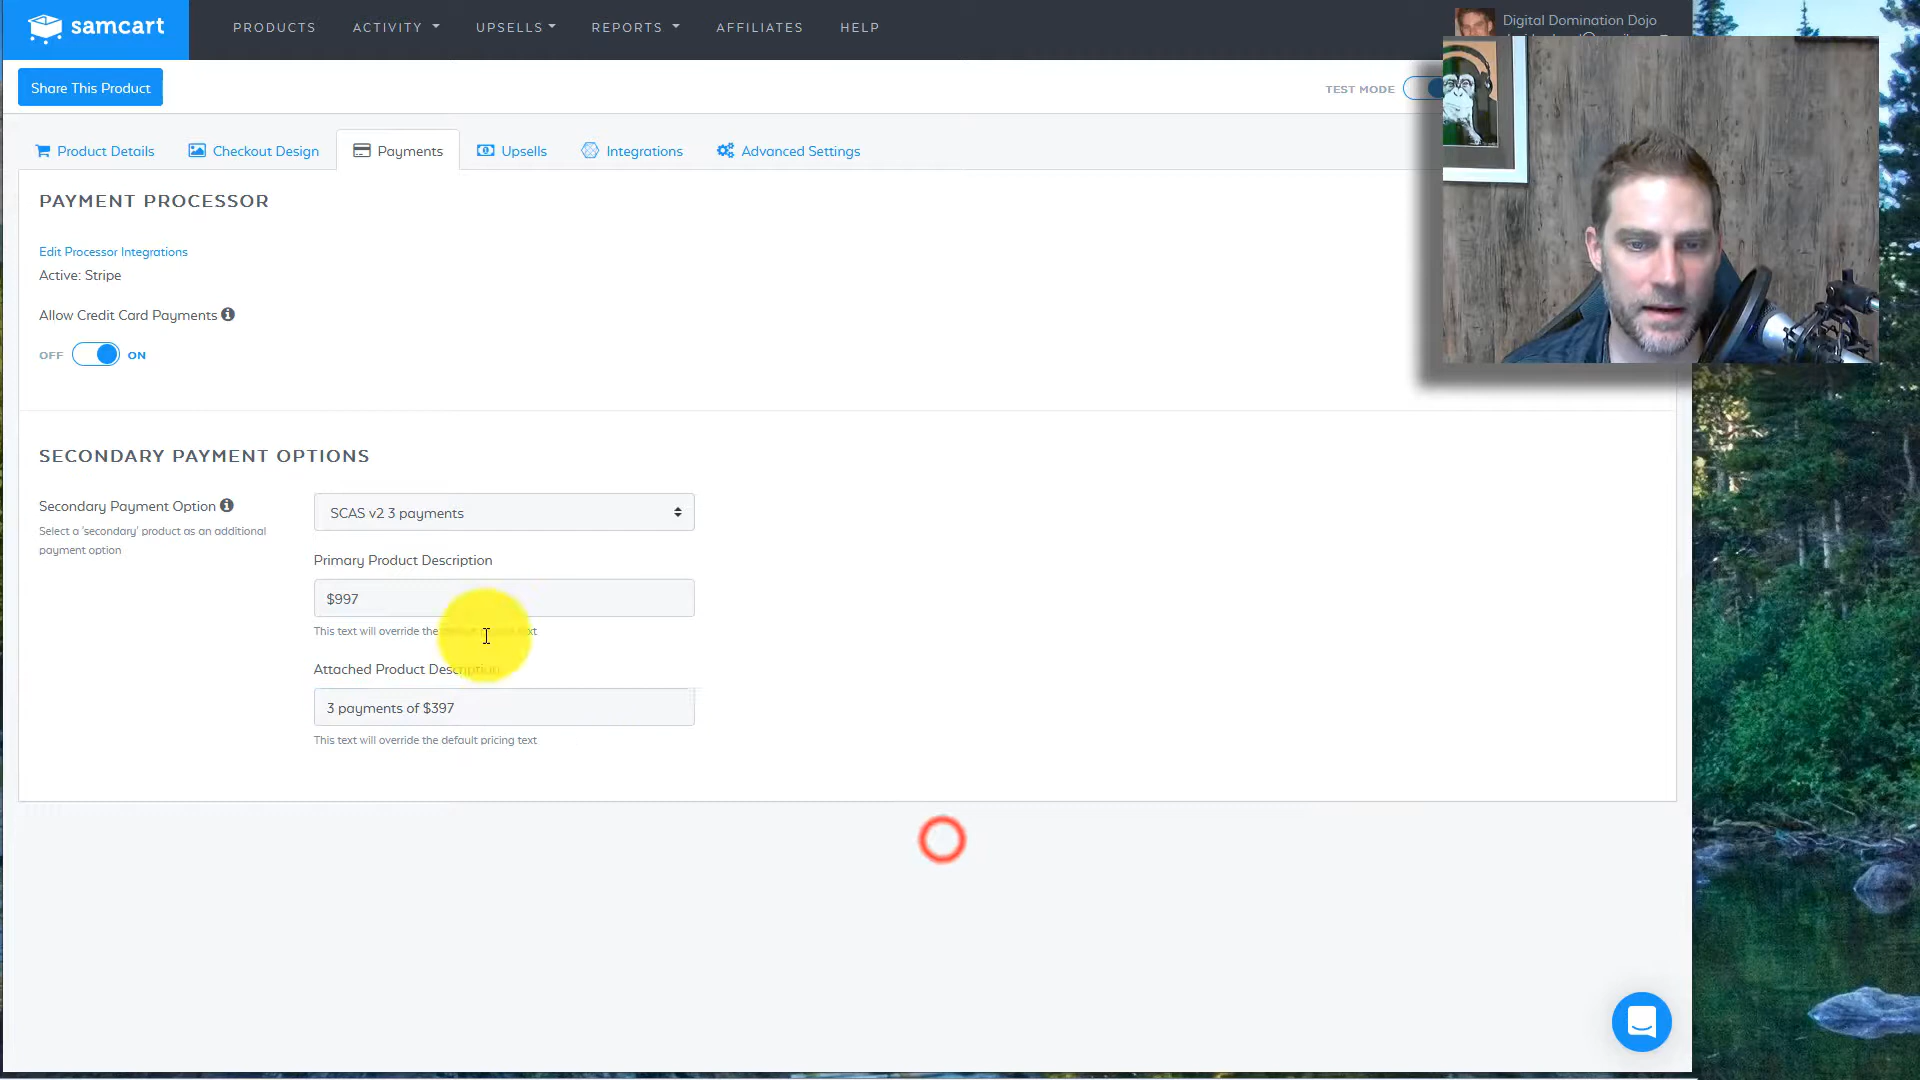 samcart
PRODUCTS ACTIVITY UPSELLS REPORTS AFFILIATES HELP
Digital Domination Dojo
Share This Product
TEST MODE
Product Details Checkout Design Payments Upsells Integrations Advanced Settings
PAYMENT PROCESSOR
Edit Processor Integrations
Active: Stripe
Allow Credit Card Payments
OFF ON
SECONDARY PAYMENT OPTIONS
Secondary Payment Option
Select a 'secondary' product as an additional
payment option
SCAS v2 3 payments
Primary Product Description
$997
This text will override the default pricing text
Attached Product Description
3 payments of $397
This text will override the default pricing text